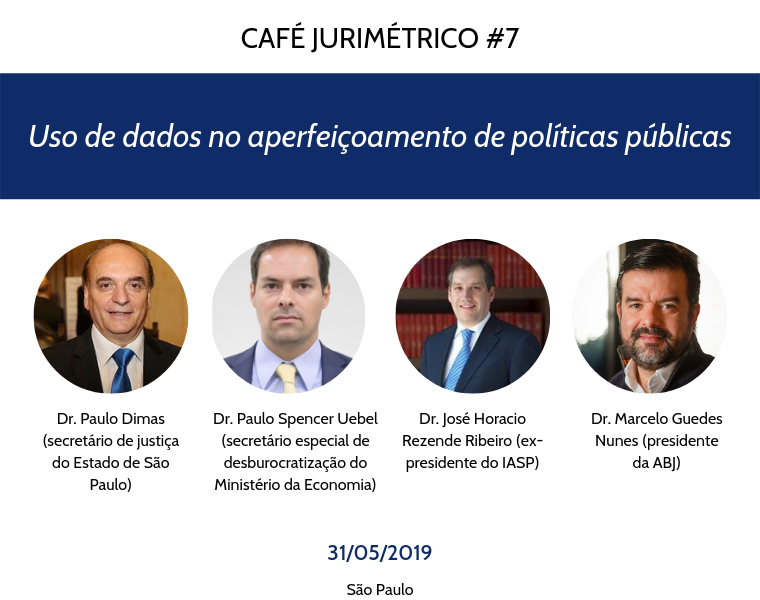 CAFÉ JURIMÉTRICO #7
Uso de dados no aperfeiçoamento de políticas públicas
Dr. Paulo Dimas
(secretário de justiça
do Estado de São
Paulo)
Dr. Paulo Spencer Uebel
(secretário especial de
desburocratização do
Ministério da Economia)
Dr. José Horacio
Rezende Ribeiro (ex-
presidente do IASP)
Dr. Marcelo Guedes
Nunes (presidente
da ABJ)
31/05/2019
São Paulo